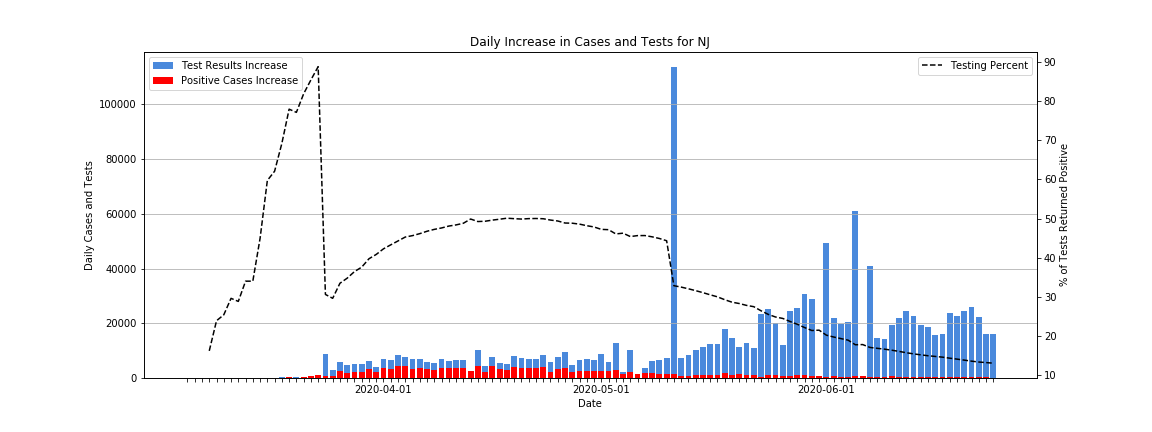 Daily Increase in Cases and Tests for NJ
Test Results Increase
Positive Cases Increase
Testing Percent
Daily Cases and Tests
100000
80000
60000
40000
20000
0
90
80
70
60
50
40
30
20
10
% of Tests Returned Positive
2020-04-01
2020-05-01
2020-06-01
Date